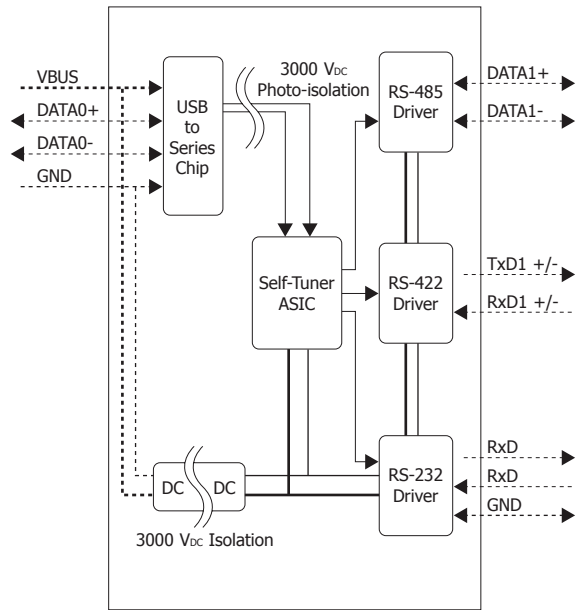 VBUS
DATA0+
DATA0-
GND
USB
to
Series
Chip
3000 VDC
Photo-isolation
RS-485
Driver
DATA1+
DATA1-
Self-Tuner
ASIC
RS-422
Driver
TxD1 +/-
RxD1 +/-
DC
DC
3000 VDC Isolation
RS-232
Driver
RxD
RxD
GND